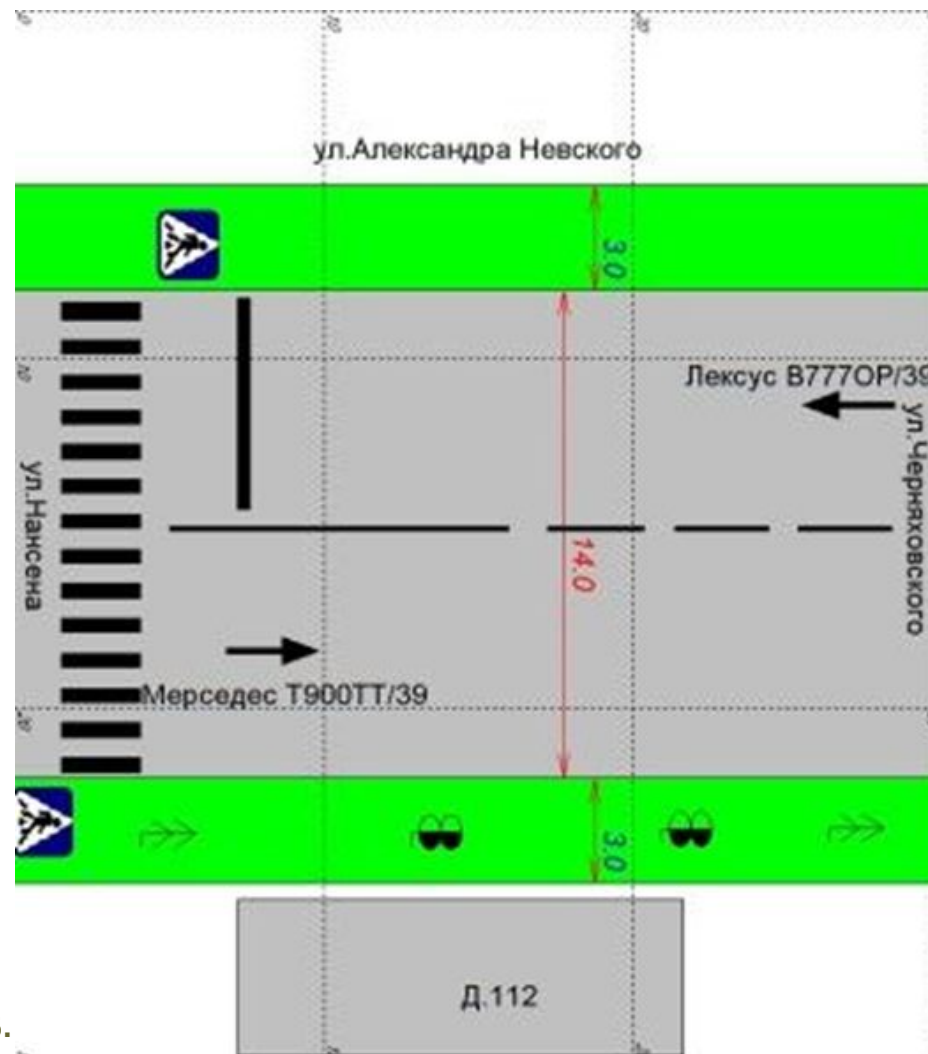 ул.Александра Невского
3.0
Лексус В777ОР/39
ул.Черняховского
ул.Нансена
14.0
Мерседес Т900ТТ/39
3.0
Д.112